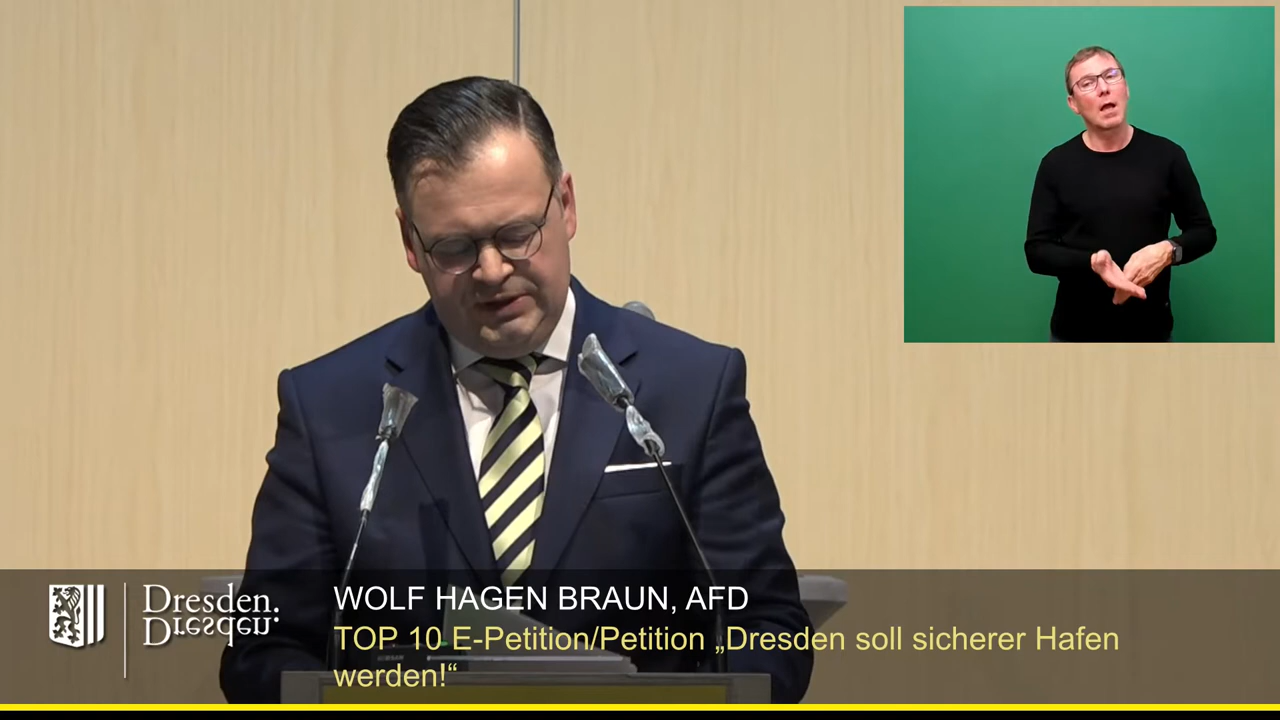 Dresden.
Dresden.
WOLF HAGEN BRAUN, AFD
TOP 10 E-Petition/Petition „Dresden soll sicherer Hafen
werden!“